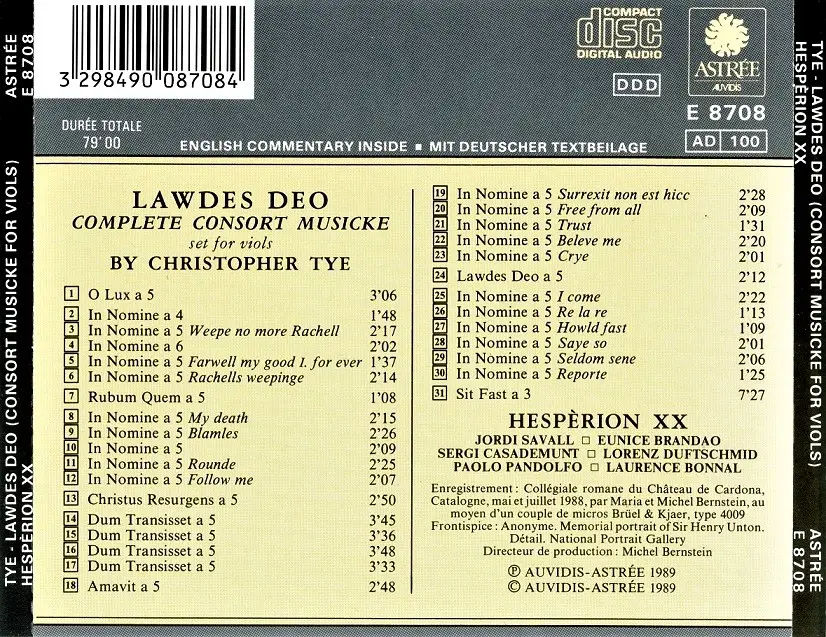 ASTRÉE
E 8708
TYE - LAWDES DEO (CONSORT MUSICKE FOR VIOLS)
HESPÈRION XX
3 298490 087084
DURÉE TOTALE
79'00
COMPACT
disc
DIGITAL AUDIO
DDD
ASTRÉE
AUVIDIS
E 8708
AD 100
ENGLISH COMMENTARY INSIDE ▪ MIT DEUTSCHER TEXTBEILAGE
LAWDES DEO
COMPLETE CONSORT MUSICKE
set for viols
BY CHRISTOPHER TYE
1 O Lux a 5 3'06
2 In Nomine a 4 1'48
3 In Nomine a 5 Weepe no more Rachell 2'17
4 In Nomine a 6 2'02
5 In Nomine a 5 Farwell my good I. for ever 1'37
6 In Nomine a 5 Rachells weepinge 2'14
7 Rubum Quem a 5 1'08
8 In Nomine a 5 My death 2'15
9 In Nomine a 5 Blamles 2'26
10 In Nomine a 5 2'09
11 In Nomine a 5 Rounde 2'25
12 In Nomine a 5 Follow me 2'07
13 Christus Resurgens a 5 2'50
14 Dum Transisset a 5 3'45
15 Dum Transisset a 5 3'36
16 Dum Transisset a 5 3'48
17 Dum Transisset a 5 3'33
18 Amavit a 5 2'48
19 In Nomine a 5 Surrexit non est hicc 2'28
20 In Nomine a 5 Free from all 2'09
21 In Nomine a 5 Trust 1'31
22 In Nomine a 5 Beleve me 2'20
23 In Nomine a 5 Crye 2'01
24 Lawdes Deo a 5 2'12
25 In Nomine a 5 I come 2'22
26 In Nomine a 5 Re la re 1'13
27 In Nomine a 5 Howld fast 1'09
28 In Nomine a 5 Saye so 2'01
29 In Nomine a 5 Seldom sene 2'06
30 In Nomine a 5 Reporte 1'25
31 Sit Fast a 3 7'27
HESPÈRION XX
JORDI SAVALL □ EUNICE BRANDAO
SERGI CASADEMUNT □ LORENZ DUFTSCHMID
PAOLO PANDOLFO □ LAURENCE BONNAL
Enregistrement : Collégiale romane du Château de Cardona,
Catalogne, mai et juillet 1988, par Maria et Michel Bernstein, au
moyen d'un couple de micros Brüel & Kjaer, type 4009
Frontispice : Anonyme. Memorial portrait of Sir Henry Unton.
Détail. National Portrait Gallery
Directeur de production : Michel Bernstein
℗ AUVIDIS-ASTRÉE 1989
© AUVIDIS-ASTRÉE 1989
TYE - LAWDES DEO (CONSORT MUSICKE FOR VIOLS)
HESPÈRION XX
ASTRÉE
E 8708